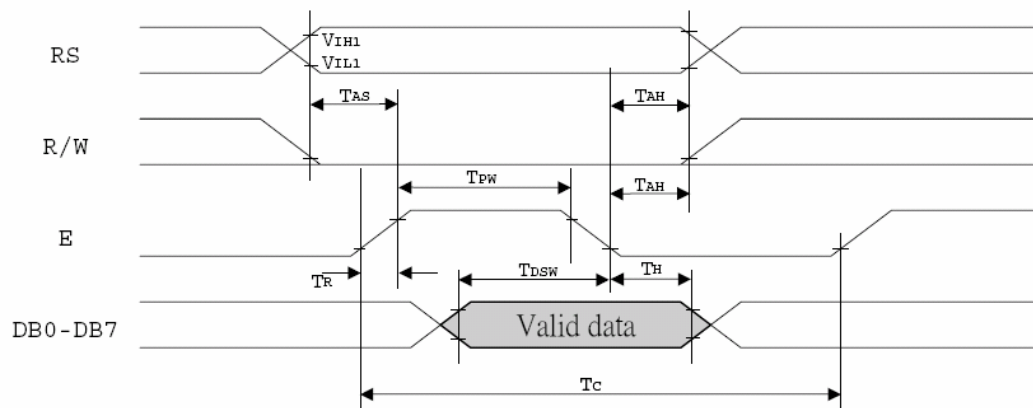 RS
VIH1
VIL1
TAS
TAH
R/W
TPW
TAH
E
TR
TDSW
TH
DB0-DB7
Valid data
TC